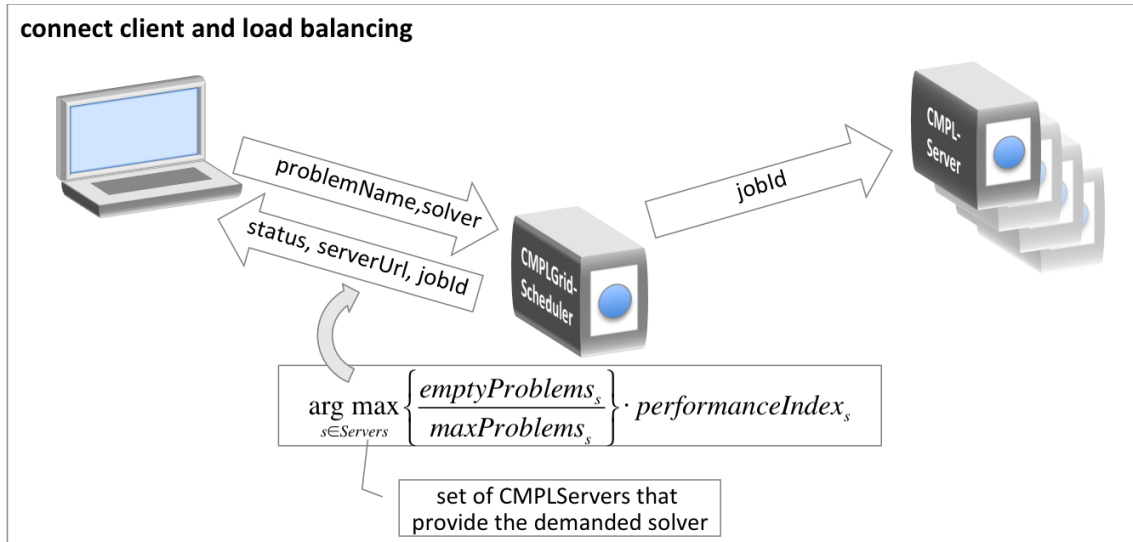 connect client and load balancing
problemName,solver
status, serverUrl, jobId
CMPLGrid-
Scheduler
jobId
CMPL-
Server
arg max { emptyProblems_s / maxProblems_s } · performanceIndex_s
s∈Servers
set of CMPLServers that
provide the demanded solver